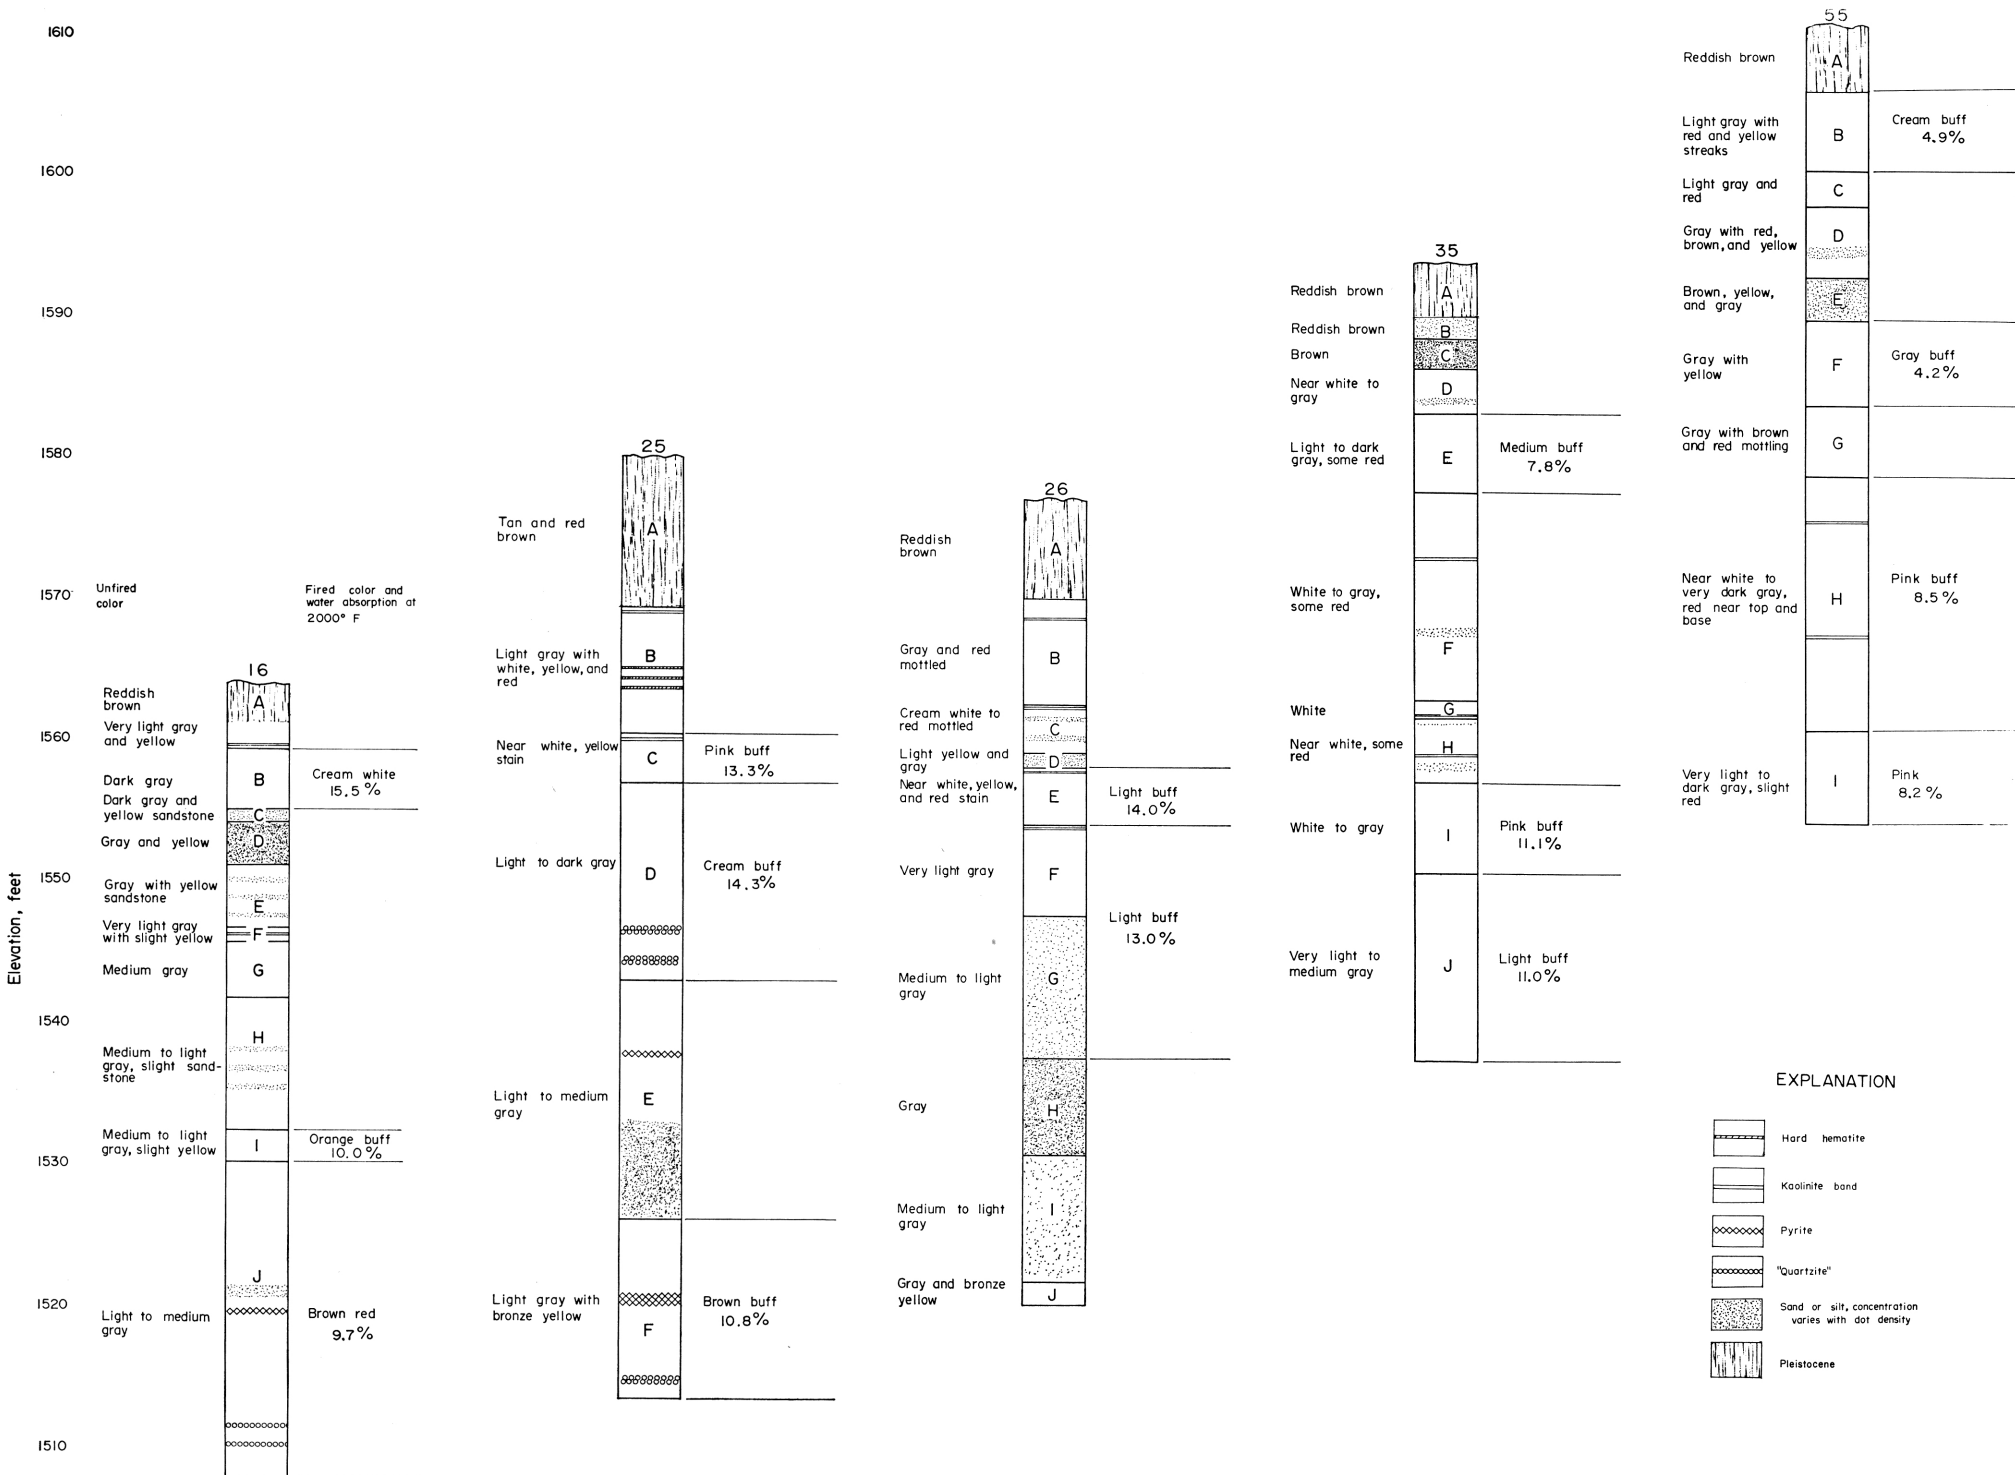 1610
1600
1590
1580
1570
1560
1550
1540
1530
1520
1510
Elevation, feet
Unfired
color
Fired color and
water absorption at
2000° F
16
Reddish
brown
Very light gray
and yellow
Dark gray
Dark gray and
yellow sandstone
Gray and yellow
Gray with yellow
sandstone
Very light gray
with slight yellow
Medium gray
Medium to light
gray, slight sand-
stone
Medium to light
gray, slight yellow
Light to medium
gray
A
B
C
D
E
F
G
H
I
J
Cream white
15.5%
Orange buff
10.0%
Brown red
9.7%
25
Tan and red
brown
Light gray with
white, yellow, and
red
Near white, yellow
stain
Light to dark gray
Light to medium
gray
Light gray with
bronze yellow
A
B
C
D
E
F
Pink buff
13.3%
Cream buff
14.3%
Brown buff
10.8%
26
Reddish
brown
Gray and red
mottled
Cream white to
red mottled
Light yellow and
gray
Near white, yellow,
and red stain
Very light gray
Medium to light
gray
Gray
Medium to light
gray
Gray and bronze
yellow
A
B
C
D
E
F
G
H
I
J
Light buff
14.0%
Light buff
13.0%
35
Reddish brown
Reddish brown
Brown
Near white to
gray
Light to dark
gray, some red
White to gray,
some red
White
Near white, some
red
White to gray
Very light to
medium gray
A
B
C
D
E
F
G
H
I
J
Medium buff
7.8%
Pink buff
11.1%
Light buff
11.0%
55
Reddish brown
Light gray with
red and yellow
streaks
Light gray and
red
Gray with red,
brown, and yellow
Brown, yellow,
and gray
Gray with
yellow
Gray with brown
and red mottling
Near white to
very dark gray,
red near top and
base
Very light to
dark gray, slight
red
A
B
C
D
E
F
G
H
I
Cream buff
4.9%
Gray buff
4.2%
Pink buff
8.5%
Pink
8.2%
EXPLANATION
Hard hematite
Kaolinite band
Pyrite
"Quartzite"
Sand or silt, concentration
varies with dot density
Pleistocene